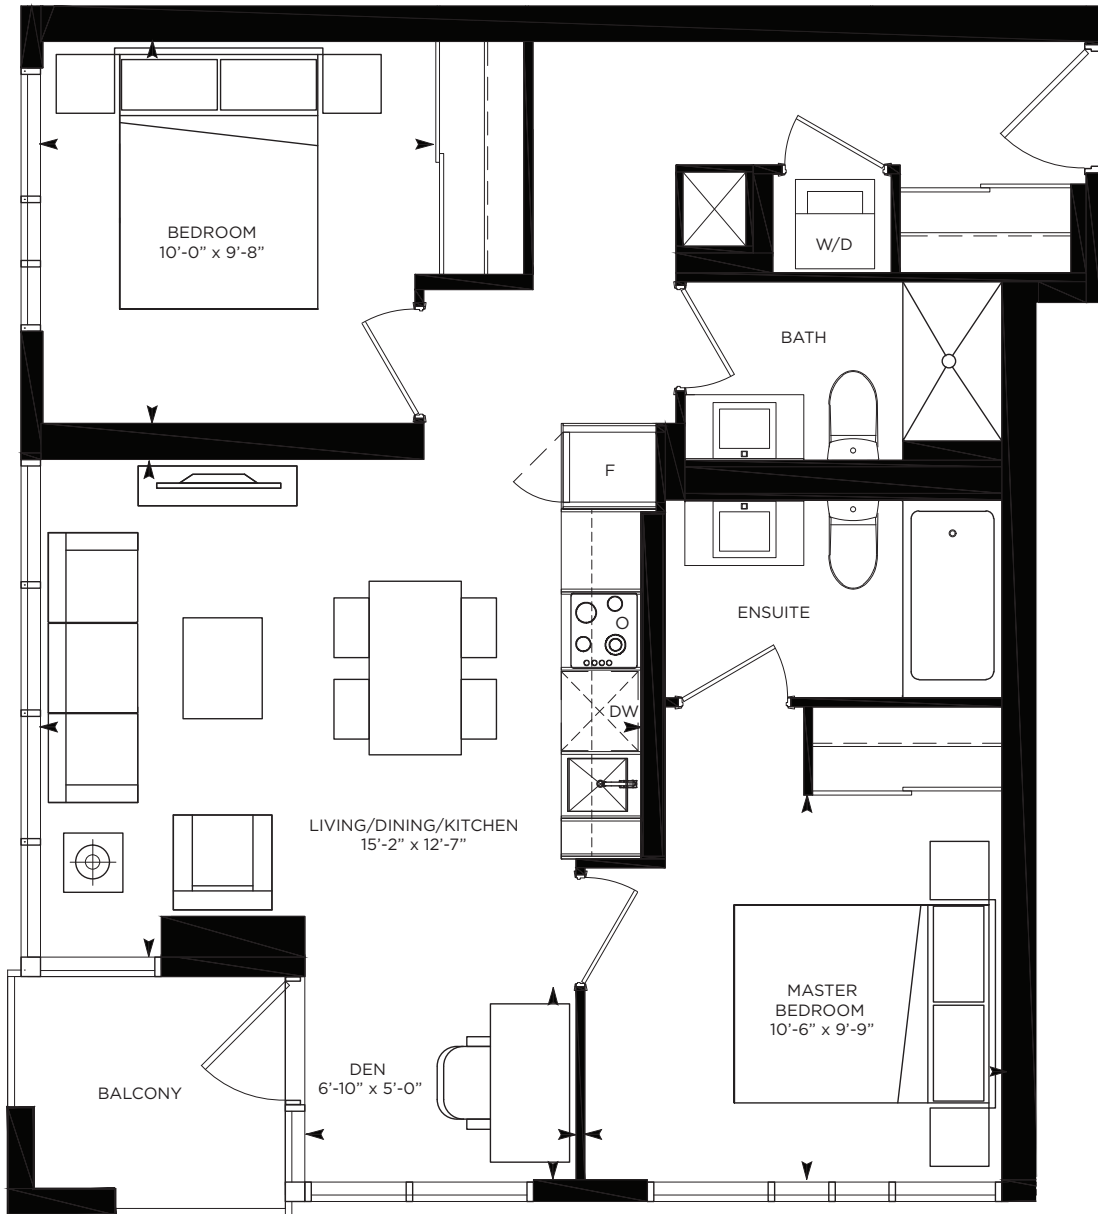 BEDROOM
10’-0” x 9’-8”
W/D
BATH
F
ENSUITE
DW
LIVING/DINING/KITCHEN
15’-2” x 12’-7”
MASTER
BEDROOM
10’-6” x 9’-9”
DEN
6’-10” x 5’-0”
BALCONY